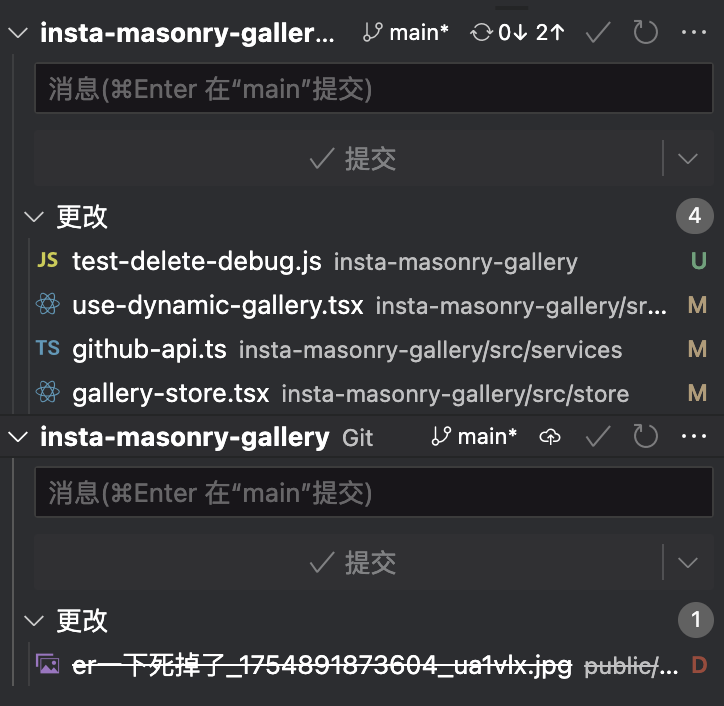 insta-masonry-galler... main* 0↓ 2↑ ...
消息(⌘Enter 在“main”提交)
提交
更改 4
JS test-delete-debug.js insta-masonry-gallery U
use-dynamic-gallery.tsx insta-masonry-gallery/sr... M
TS github-api.ts insta-masonry-gallery/src/services M
gallery-store.tsx insta-masonry-gallery/src/store M
insta-masonry-gallery Git main* ...
消息(⌘Enter 在“main”提交)
提交
更改 1
er一下死掉了_1754891873604_ua1vlx.jpg public/... D